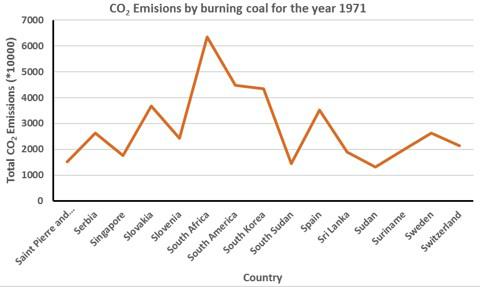 CO₂ Emisions by burning coal for the year 1971
Total CO₂ Emissions (*10000)
7000
6000
5000
4000
3000
2000
1000
0
Saint Pierre and...
Serbia
Singapore
Slovakia
Slovenia
South Africa
South America
South Korea
South Sudan
Spain
Sri Lanka
Sudan
Suriname
Sweden
Switzerland
Country